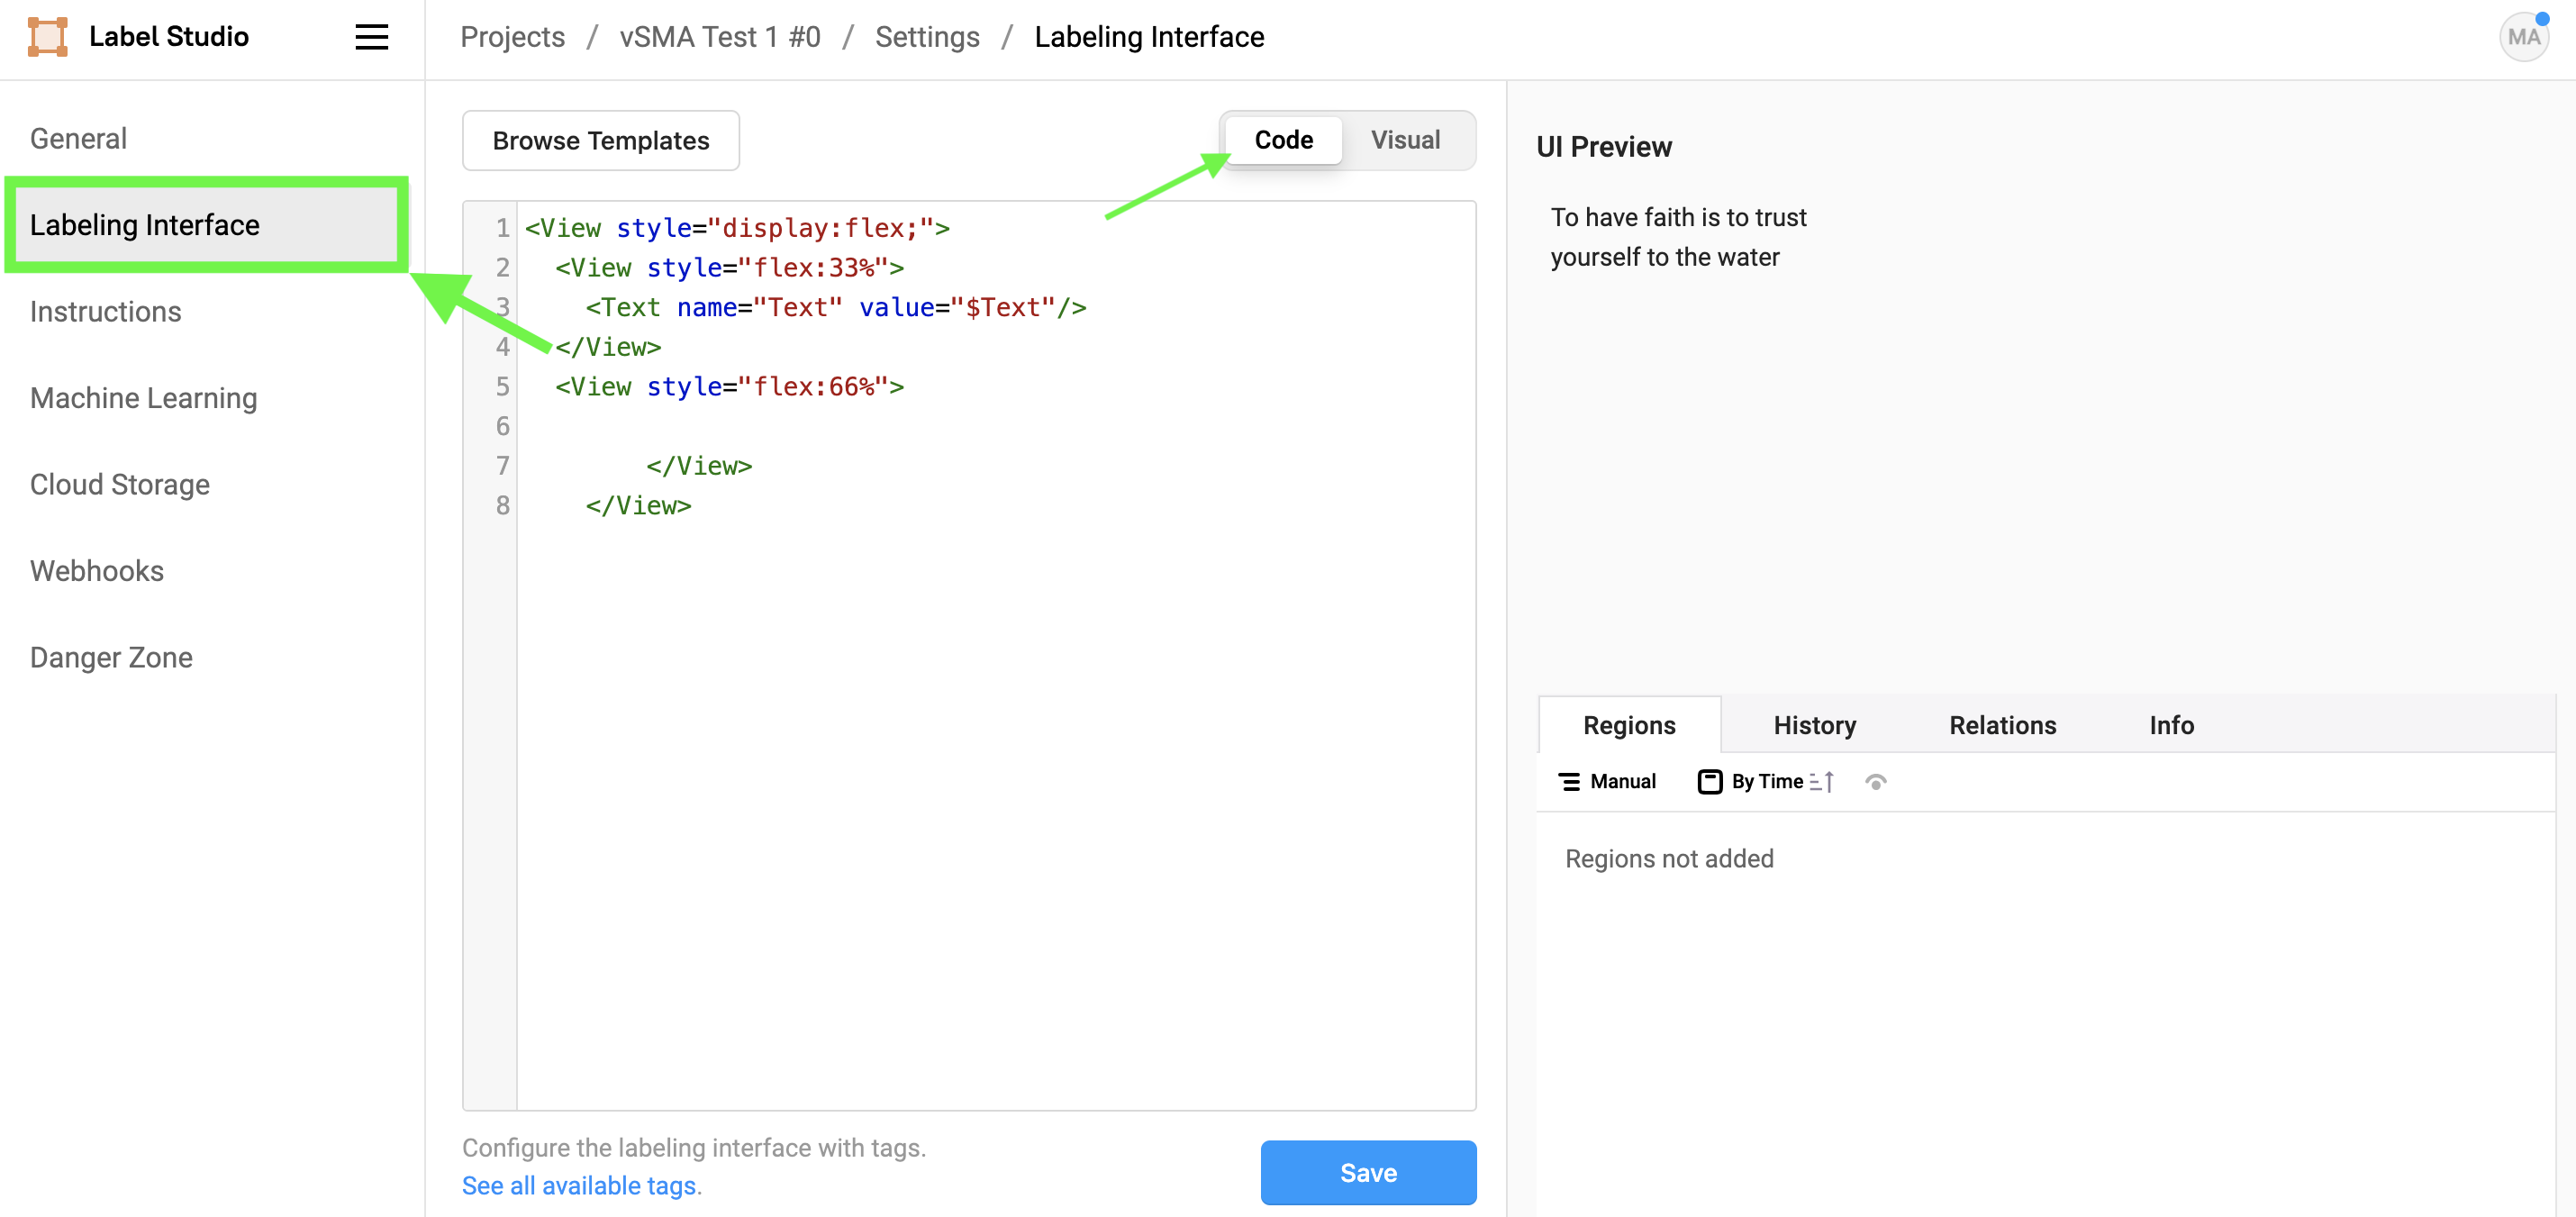 Label Studio
Projects / vSMA Test 1 #0 / Settings / Labeling Interface
MA
General
Labeling Interface
Instructions
Machine Learning
Cloud Storage
Webhooks
Danger Zone
Browse Templates
Code
Visual
1 <View style="display:flex;">
2   <View style="flex:33%">
3     <Text name="Text" value="$Text"/>
4   </View>
5   <View style="flex:66%">
6
7         </View>
8     </View>
Configure the labeling interface with tags.
See all available tags.
Save
UI Preview
To have faith is to trust
yourself to the water
Regions
History
Relations
Info
Manual
By Time
Regions not added